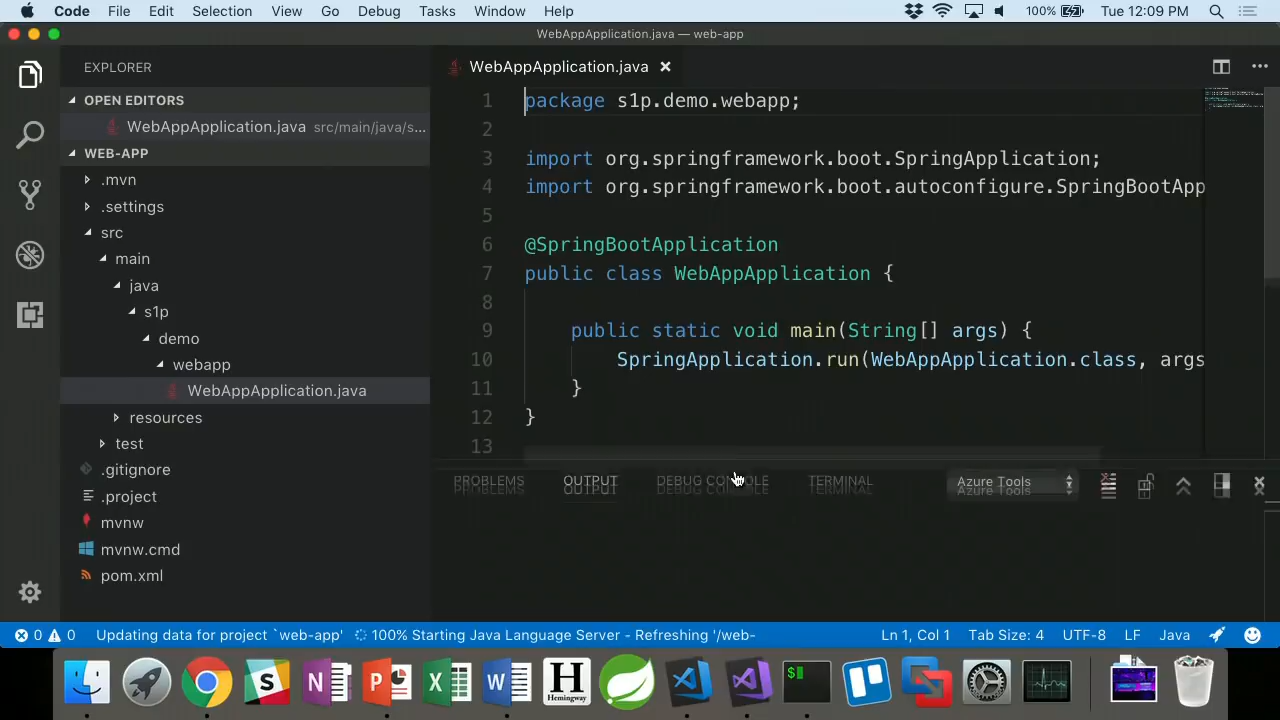 Code File Edit Selection View Go Debug Tasks Window Help 100% Tue 12:09 PM
WebAppApplication.java — web-app
EXPLORER
OPEN EDITORS
WebAppApplication.java src/main/java/s...
WEB-APP
.mvn
.settings
src
main
java
s1p
demo
webapp
WebAppApplication.java
resources
test
.gitignore
.project
mvnw
mvnw.cmd
pom.xml
WebAppApplication.java
1 package s1p.demo.webapp;
2
3 import org.springframework.boot.SpringApplication;
4 import org.springframework.boot.autoconfigure.SpringBootApp
5
6 @SpringBootApplication
7 public class WebAppApplication {
8
9 public static void main(String[] args) {
10 SpringApplication.run(WebAppApplication.class, args
11 }
12 }
13
PROBLEMS OUTPUT DEBUG CONSOLE TERMINAL Azure Tools
0 0 Updating data for project `web-app' 100% Starting Java Language Server - Refreshing '/web- Ln 1, Col 1 Tab Size: 4 UTF-8 LF Java
S N P X W H Hemingway $